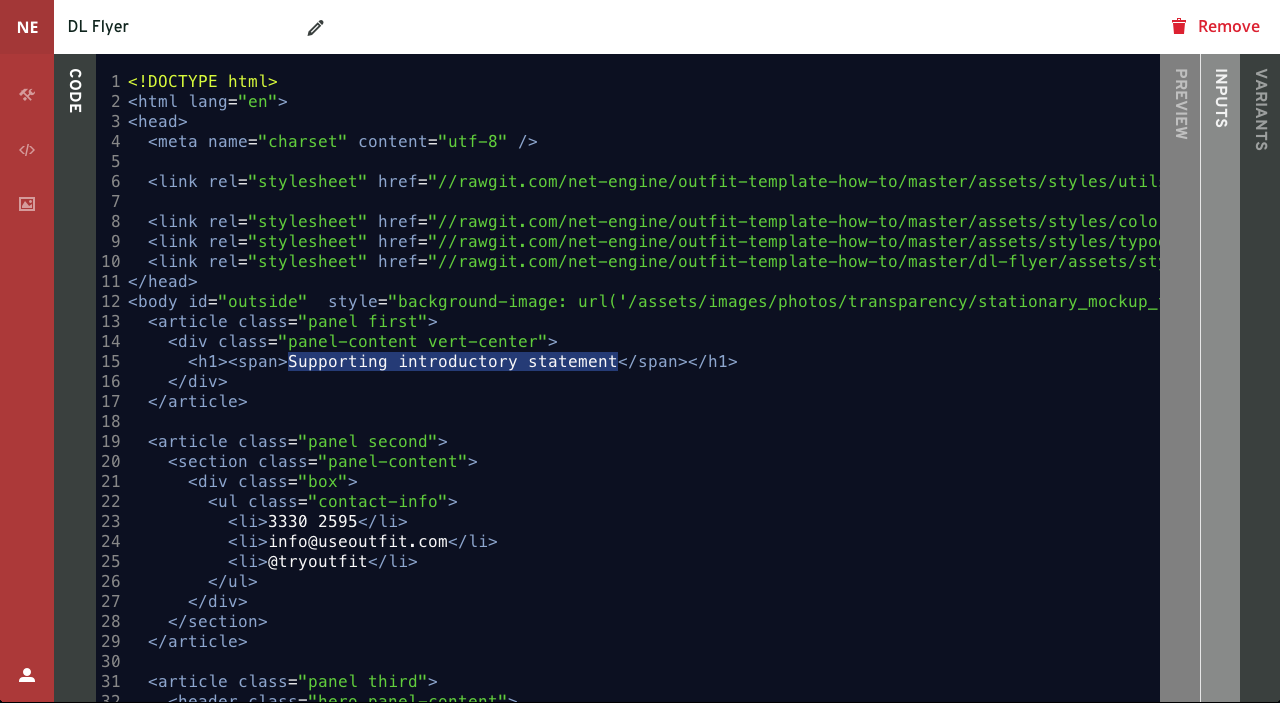 NE
DL Flyer
Remove
CODE
1 <!DOCTYPE html>
2 <html lang="en">
3 <head>
4   <meta name="charset" content="utf-8" />
5
6   <link rel="stylesheet" href="//rawgit.com/net-engine/outfit-template-how-to/master/assets/styles/util
7
8   <link rel="stylesheet" href="//rawgit.com/net-engine/outfit-template-how-to/master/assets/styles/colo
9   <link rel="stylesheet" href="//rawgit.com/net-engine/outfit-template-how-to/master/assets/styles/typo
10   <link rel="stylesheet" href="//rawgit.com/net-engine/outfit-template-how-to/master/dl-flyer/assets/sty
11 </head>
12 <body id="outside"  style="background-image: url('/assets/images/photos/transparency/stationary_mockup_
13   <article class="panel first">
14     <div class="panel-content vert-center">
15       <h1><span>Supporting introductory statement</span></h1>
16     </div>
17   </article>
18
19   <article class="panel second">
20     <section class="panel-content">
21       <div class="box">
22         <ul class="contact-info">
23           <li>3330 2595</li>
24           <li>info@useoutfit.com</li>
25           <li>@tryoutfit</li>
26         </ul>
27       </div>
28     </section>
29   </article>
30
31   <article class="panel third">
32     <header class="hero panel-content">
PREVIEW
INPUTS
VARIANTS